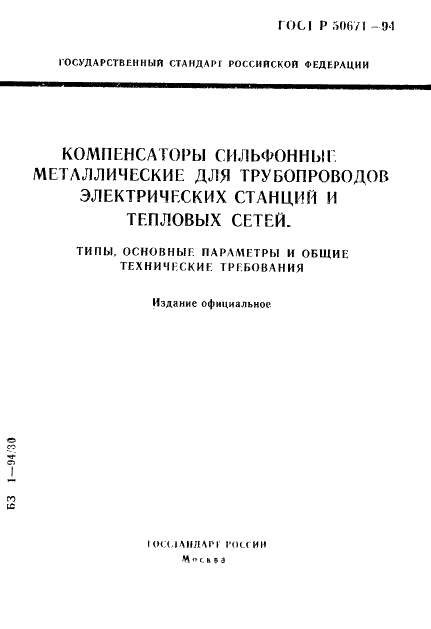 ГОСТ Р 50671—94
ГОСУДАРСТВЕННЫЙ СТАНДАРТ РОССИЙСКОЙ ФЕДЕРАЦИИ
КОМПЕНСАТОРЫ СИЛЬФОННЫЕ
МЕТАЛЛИЧЕСКИЕ ДЛЯ ТРУБОПРОВОДОВ
ЭЛЕКТРИЧЕСКИХ СТАНЦИЙ И
ТЕПЛОВЫХ СЕТЕЙ.
ТИПЫ, ОСНОВНЫЕ ПАРАМЕТРЫ И ОБЩИЕ
ТЕХНИЧЕСКИЕ ТРЕБОВАНИЯ
Издание официальное
БЗ 1—94/30
ГОССТАНДАРТ РОССИИ
Москва